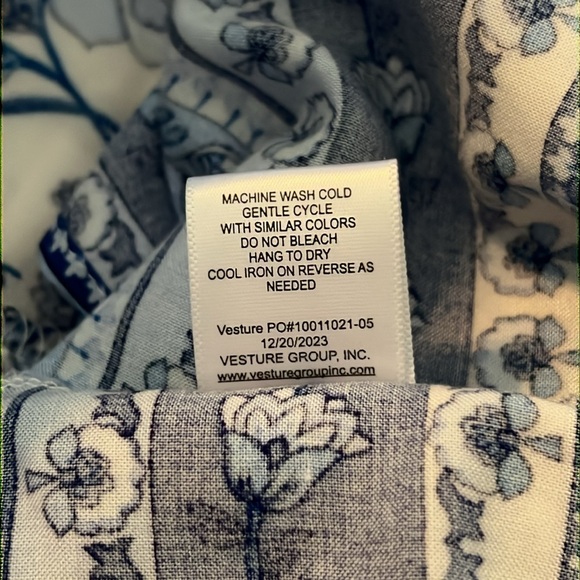 MACHINE WASH COLD
GENTLE CYCLE
WITH SIMILAR COLORS
DO NOT BLEACH
HANG TO DRY
COOL IRON ON REVERSE AS
NEEDED
Vesture PO#10011021-05
12/20/2023
VESTURE GROUP, INC.
www.vesturegroupinc.com